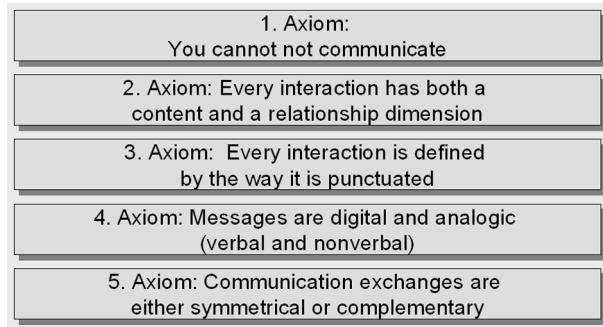 1. Axiom:
You cannot not communicate
2. Axiom: Every interaction has both a
content and a relationship dimension
3. Axiom:  Every interaction is defined
by the way it is punctuated
4. Axiom: Messages are digital and analogic
(verbal and nonverbal)
5. Axiom: Communication exchanges are
either symmetrical or complementary